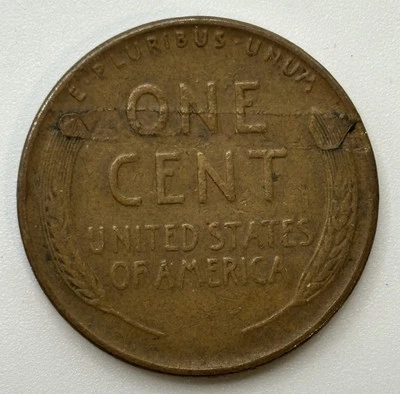 E·PLURIBUS·UNUM
ONE
CENT
UNITED STATES
OF AMERICA